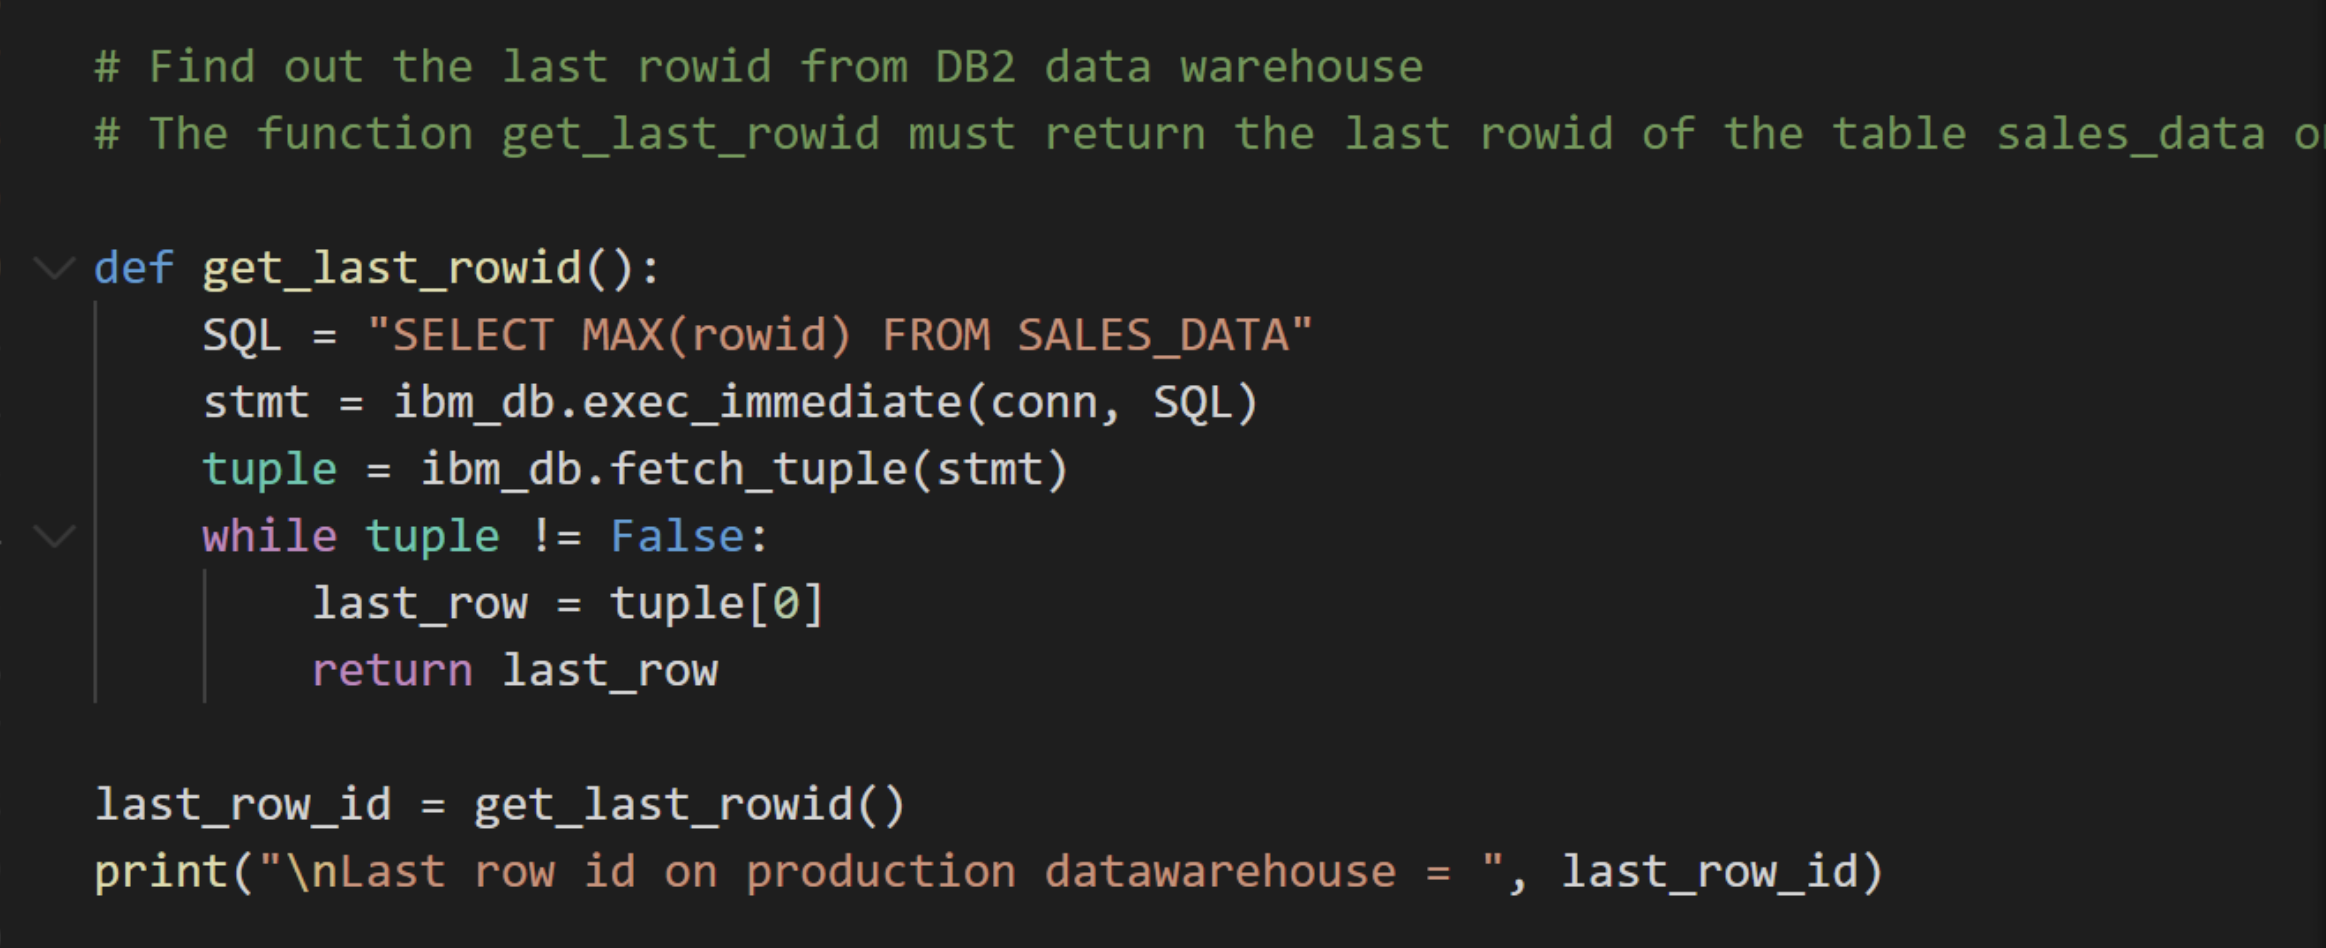 # Find out the last rowid from DB2 data warehouse
# The function get_last_rowid must return the last rowid of the table sales_data
def get_last_rowid():
    SQL = "SELECT MAX(rowid) FROM SALES_DATA"
    stmt = ibm_db.exec_immediate(conn, SQL)
    tuple = ibm_db.fetch_tuple(stmt)
    while tuple != False:
        last_row = tuple[0]
        return last_row
last_row_id = get_last_rowid()
print("\nLast row id on production datawarehouse = ", last_row_id)